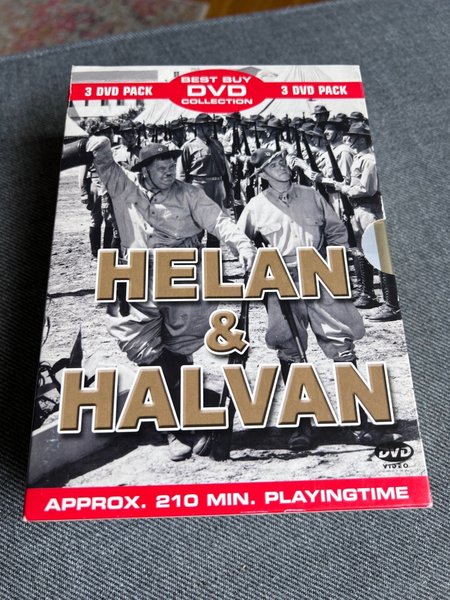 BEST BUY
3 DVD PACK DVD 3 DVD PACK
COLLECTION
HELAN
&
HALVAN
DVD
VIDEO
APPROX. 210 MIN. PLAYINGTIME